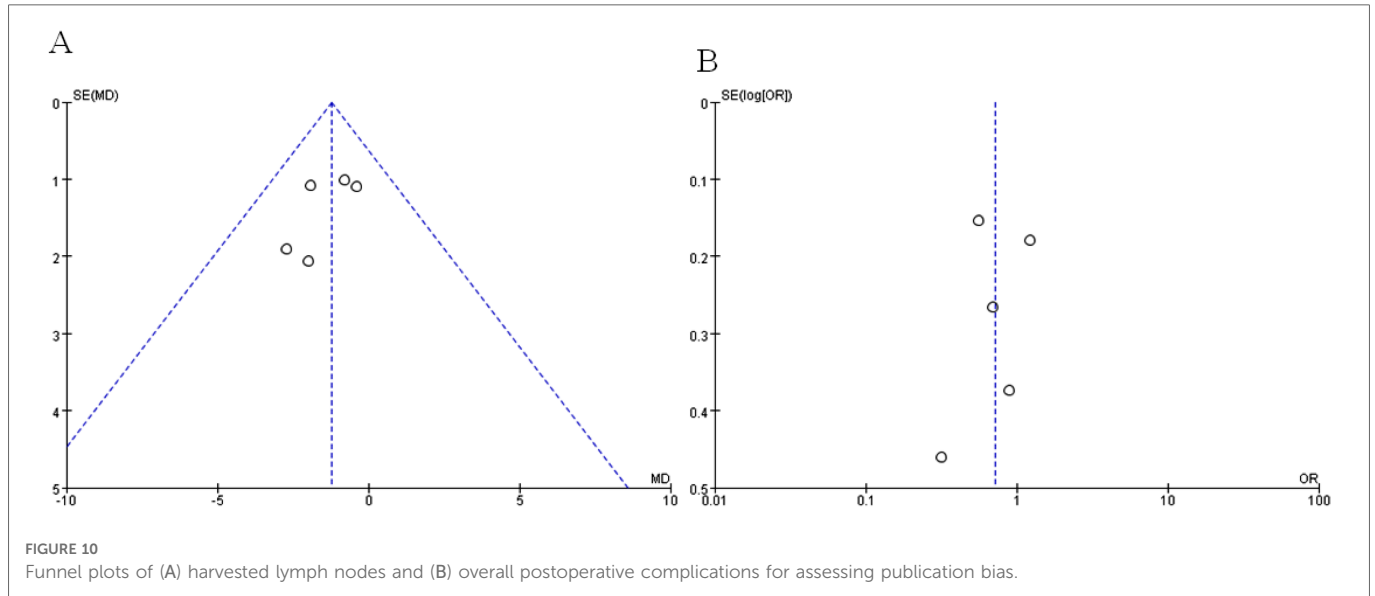 A
SE(MD)
0
1
2
3
4
5
-10
-5
0
5
10
MD
B
SE(log[OR])
0
0.1
0.2
0.3
0.4
0.5
0.01
0.1
1
10
100
OR
FIGURE 10
Funnel plots of (A) harvested lymph nodes and (B) overall postoperative complications for assessing publication bias.